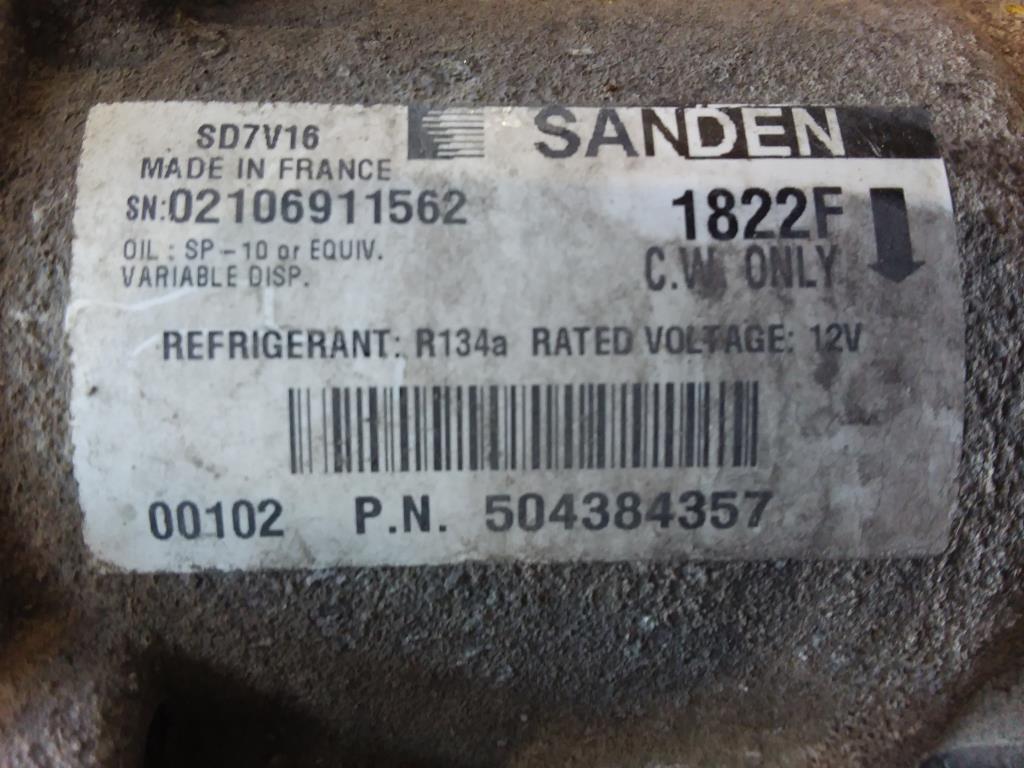 SD7V16
SANDEN
MADE IN FRANCE
SN:02106911562
1822F
OIL : SP-10 or EQUIV.
C.W. ONLY
VARIABLE DISP.
REFRIGERANT: R134a RATED VOLTAGE: 12V
00102 P.N. 504384357